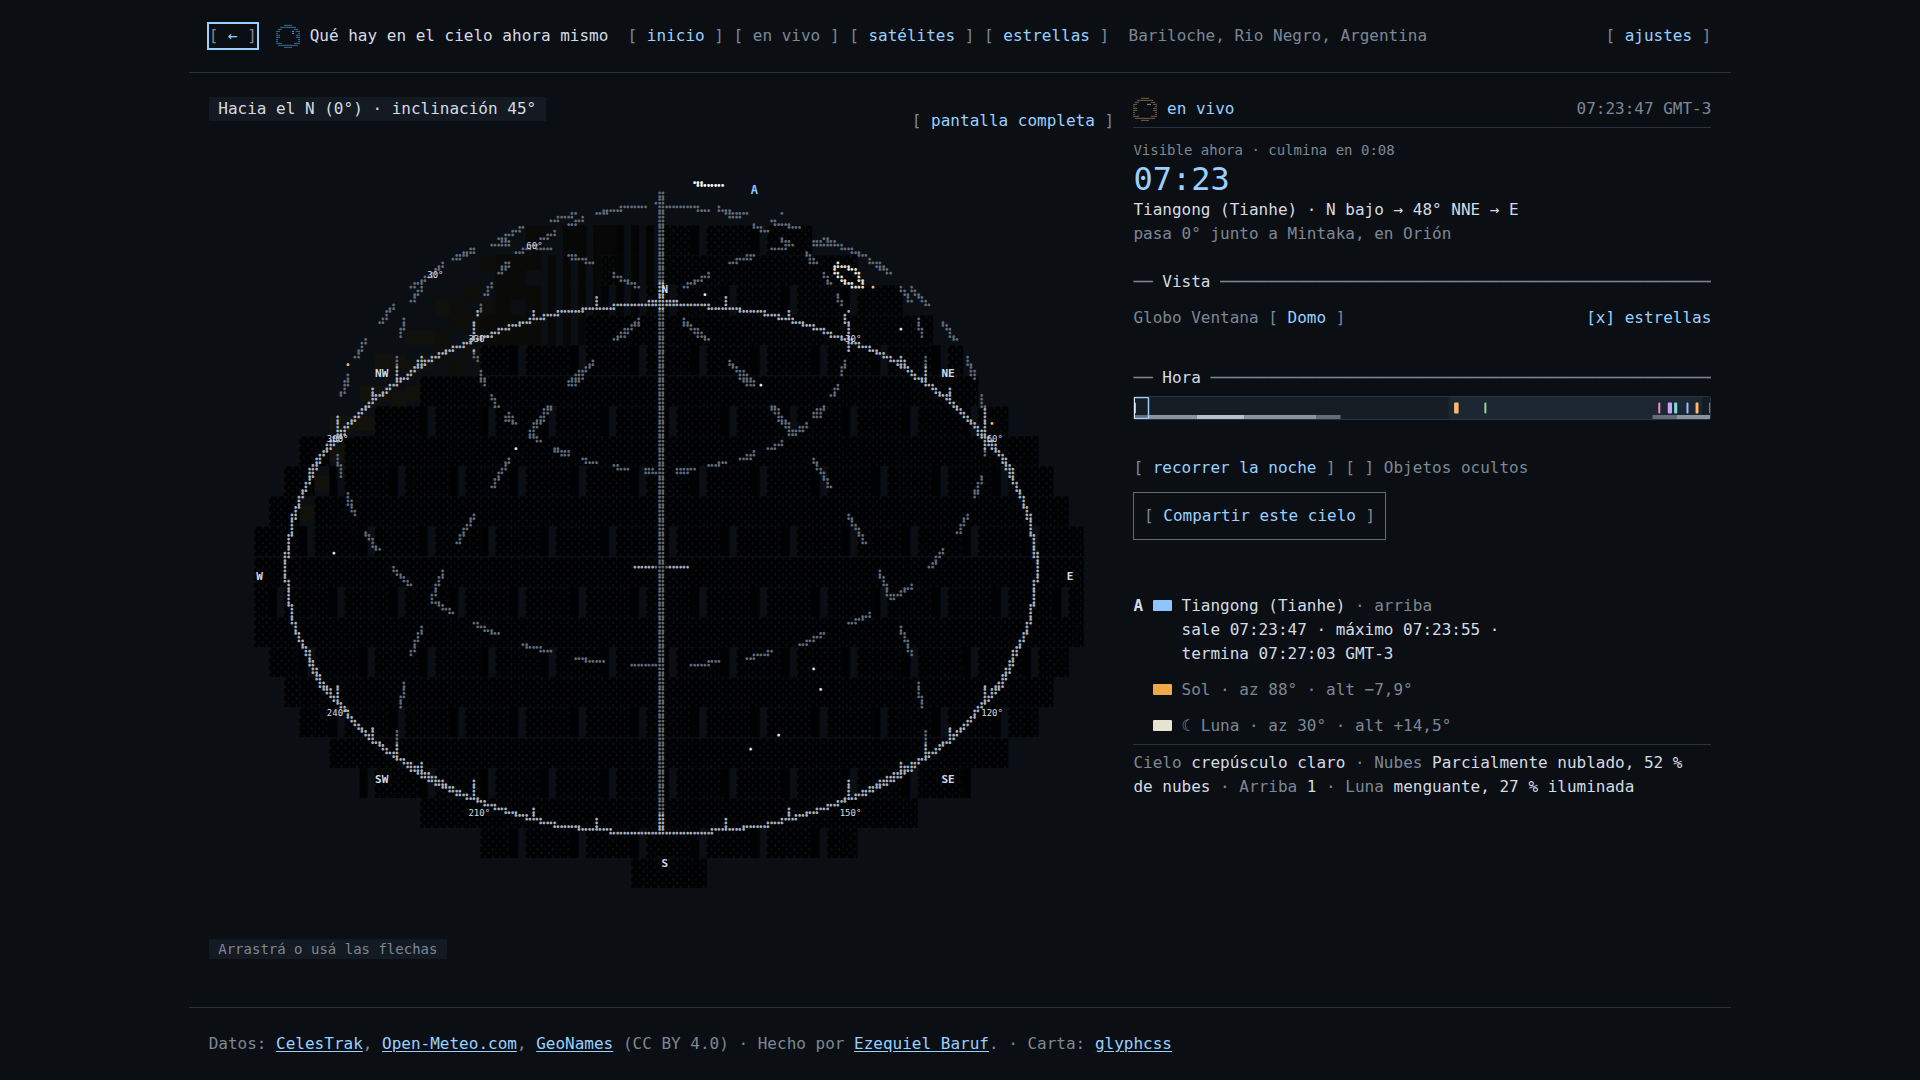 [ ← ] Qué hay en el cielo ahora mismo [ inicio ] [ en vivo ] [ satélites ] [ estrellas ] Bariloche, Rio Negro, Argentina [ ajustes ]
Hacia el N (0°) · inclinación 45°
[ pantalla completa ]
A
60°
30°
N
330°
30°
NW
NE
300°
60°
W
E
240°
120°
SW
SE
210°
150°
S
Arrastrá o usá las flechas
en vivo 07:23:47 GMT-3
Visible ahora · culmina en 0:08
07:23
Tiangong (Tianhe) · N bajo → 48° NNE → E
pasa 0° junto a Mintaka, en Orión
Vista
Globo Ventana [ Domo ] [x] estrellas
Hora
[ recorrer la noche ] [ ] Objetos ocultos
[ Compartir este cielo ]
A Tiangong (Tianhe) · arriba
sale 07:23:47 · máximo 07:23:55 ·
termina 07:27:03 GMT-3
Sol · az 88° · alt −7,9°
☾ Luna · az 30° · alt +14,5°
Cielo crepúsculo claro · Nubes Parcialmente nublado, 52 %
de nubes · Arriba 1 · Luna menguante, 27 % iluminada
Datos: CelesTrak, Open-Meteo.com, GeoNames (CC BY 4.0) · Hecho por Ezequiel Baruf. · Carta: glyphcss